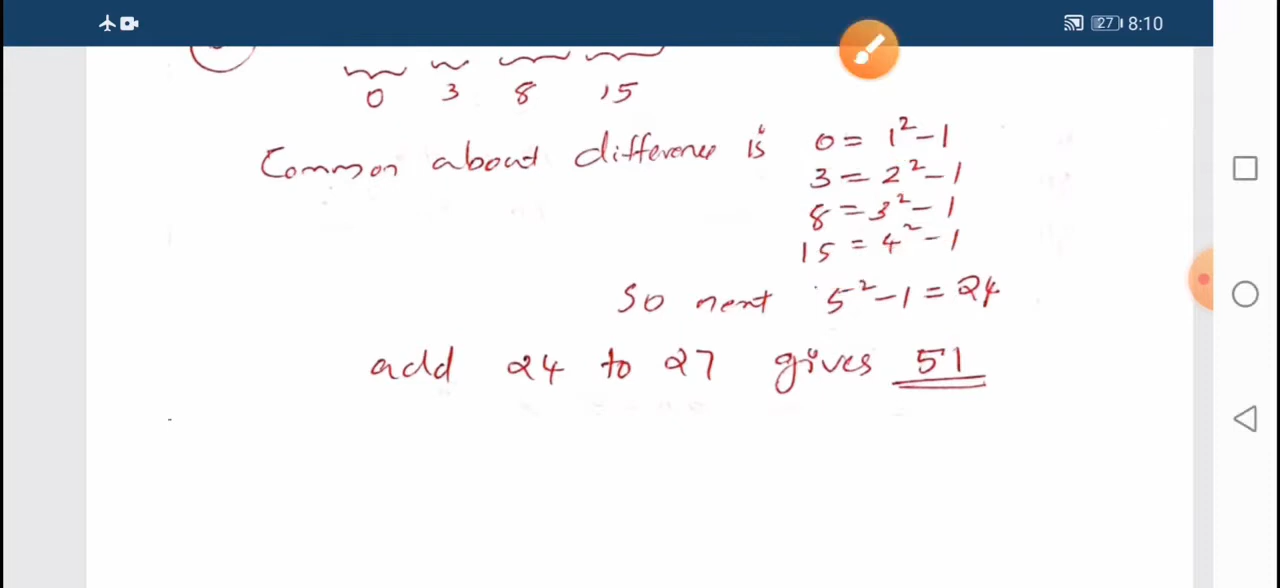 27 8:10
0 3 8 15
Common about difference is
0 = 1² - 1
3 = 2² - 1
8 = 3² - 1
15 = 4² - 1
So next 5² - 1 = 24
add 24 to 27 gives 51